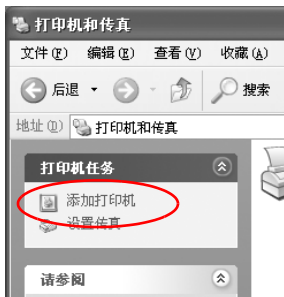 打印机和传真
文件(F) 编辑(E) 查看(V) 收藏(A)
后退 搜索
地址(D) 打印机和传真
打印机任务
添加打印机
设置传真
请参阅